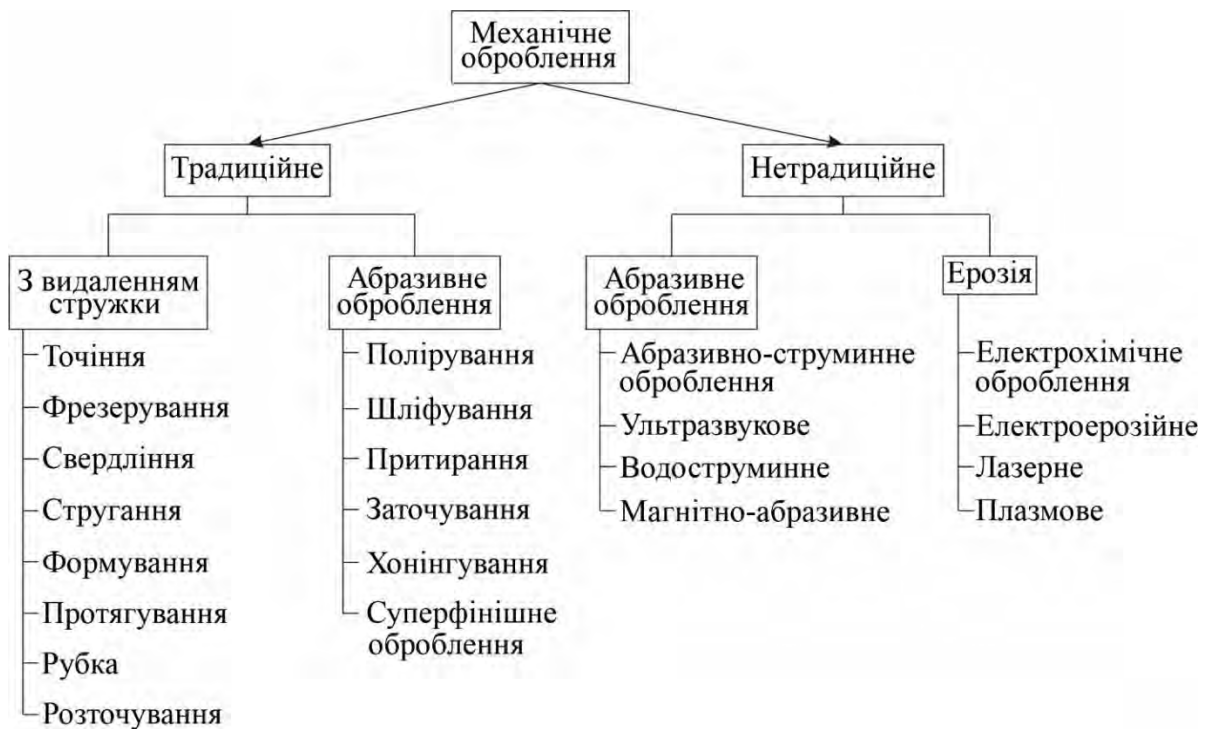 Механічне
оброблення
Традиційне
Нетрадиційне
З видаленням
стружки
Точіння
Фрезерування
Свердління
Стругання
Формування
Протягування
Рубка
Розточування
Абразивне
оброблення
Полірування
Шліфування
Притирання
Заточування
Хонінгування
Суперфінішне
оброблення
Абразивне
оброблення
Абразивно-струминне
оброблення
Ультразвукове
Водоструминне
Магнітно-абразивне
Ерозія
Електрохімічне
оброблення
Електроерозійне
Лазерне
Плазмове